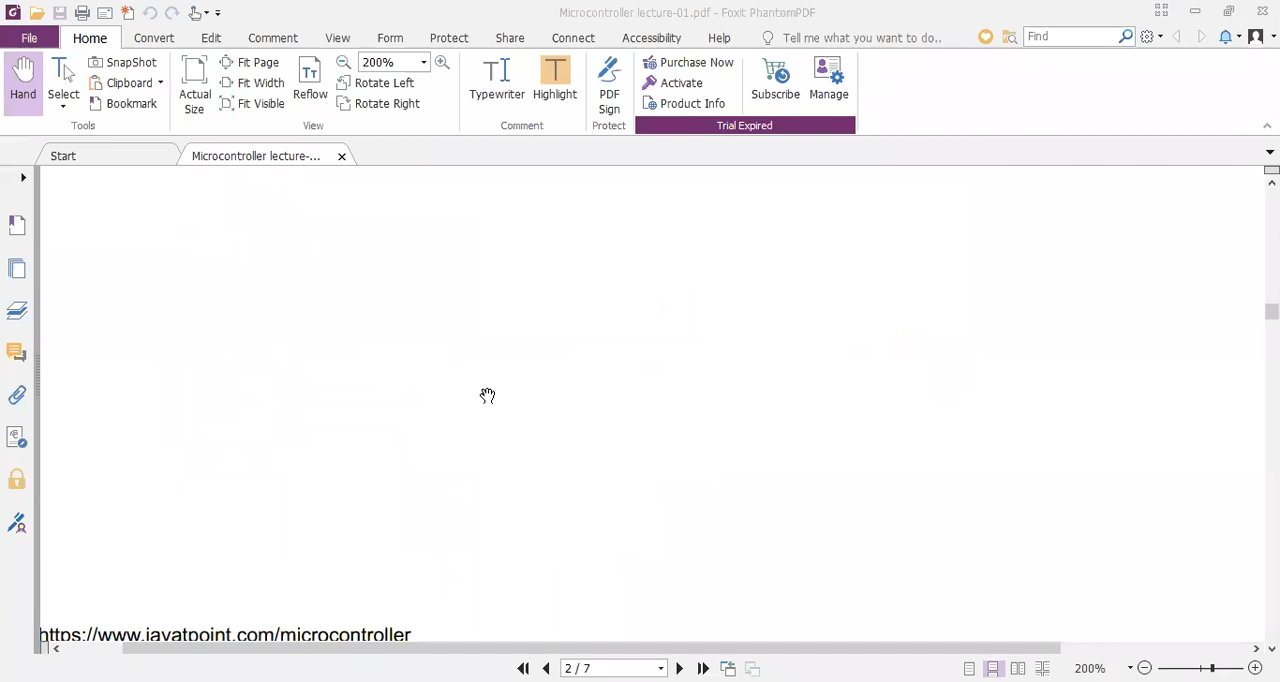 Microcontroller lecture-01.pdf - Foxit PhantomPDF
File Home Convert Edit Comment View Form Protect Share Connect Accessibility Help Tell me what you want to do.. Find
Hand
Select
SnapShot
Clipboard
Bookmark
Tools
Actual Size
Fit Page
Fit Width
Fit Visible
Reflow
200%
Rotate Left
Rotate Right
View
Typewriter
Highlight
Comment
PDF Sign
Protect
Purchase Now
Activate
Product Info
Subscribe
Manage
Trial Expired
Start
Microcontroller lecture-...
https://www.javatpoint.com/microcontroller
2 / 7
200%